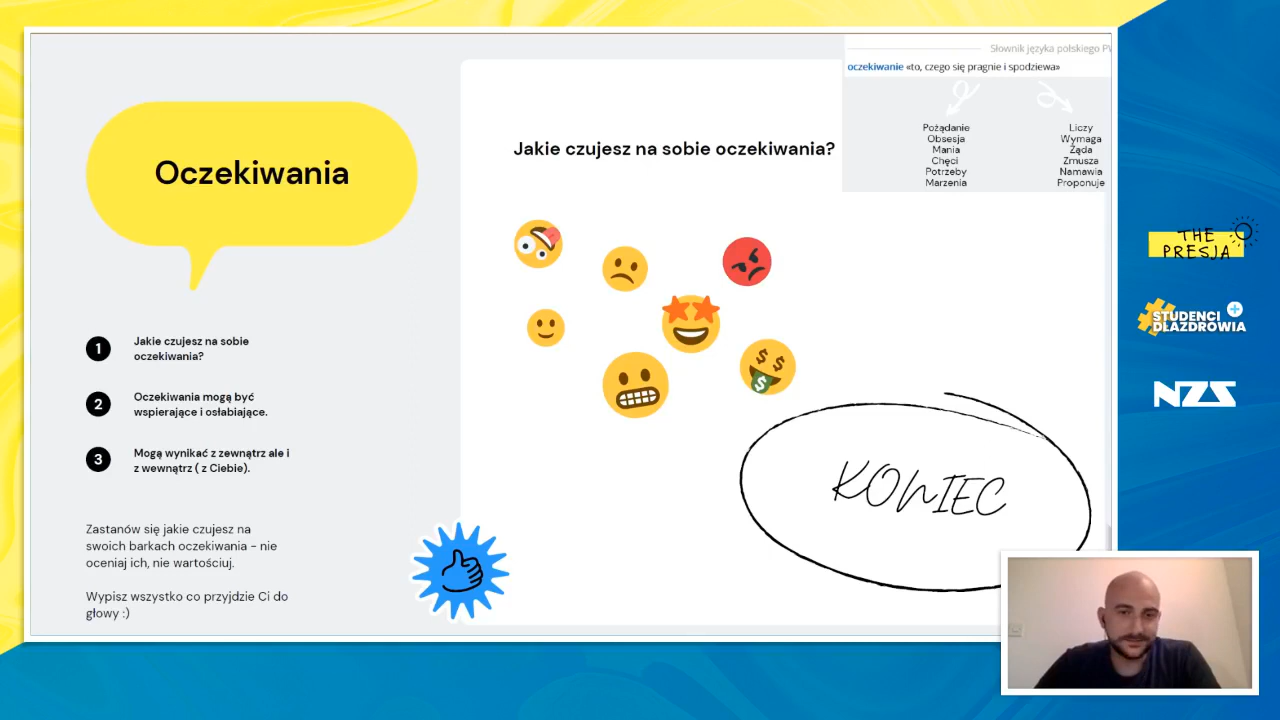 Oczekiwania
1 Jakie czujesz na sobie
oczekiwania?
2 Oczekiwania mogą być
wspierające i osłabiające.
3 Mogą wynikać z zewnątrz ale i
z wewnątrz ( z Ciebie).
Zastanów się jakie czujesz na
swoich barkach oczekiwania - nie
oceniaj ich, nie wartościuj.
Wypisz wszystko co przyjdzie Ci do
głowy :)
Jakie czujesz na sobie oczekiwania?
Słownik języka polskiego
oczekiwanie «to, czego się pragnie i spodziewa»
Pożądanie
Obsesja
Mania
Chęci
Potrzeby
Marzenia
Liczy
Wymaga
Żąda
Zmusza
Namawia
Proponuje
KONIEC
THE
PRESJA
#STUDENCI
DLAZDROWIA
NZS